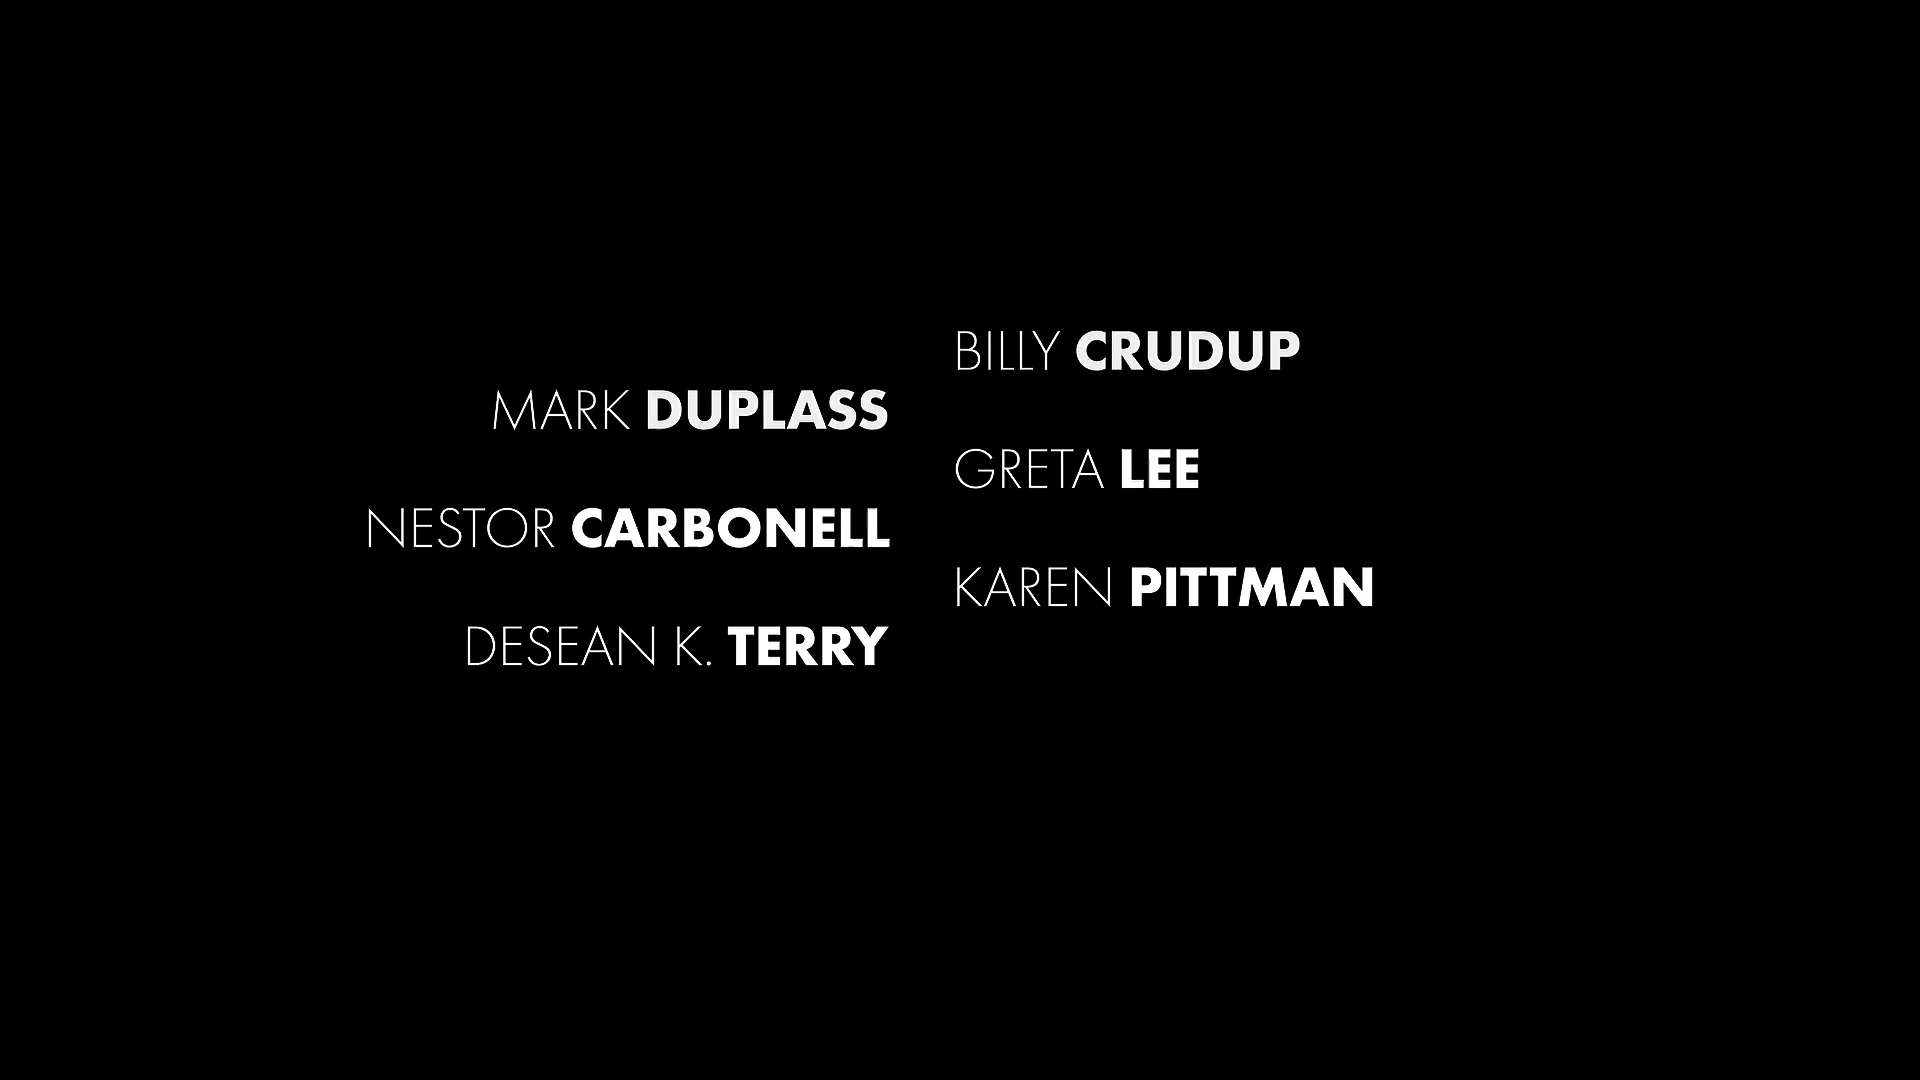 BILLY CRUDUP
MARK DUPLASS
GRETA LEE
NESTOR CARBONELL
KAREN PITTMAN
DESEAN K. TERRY